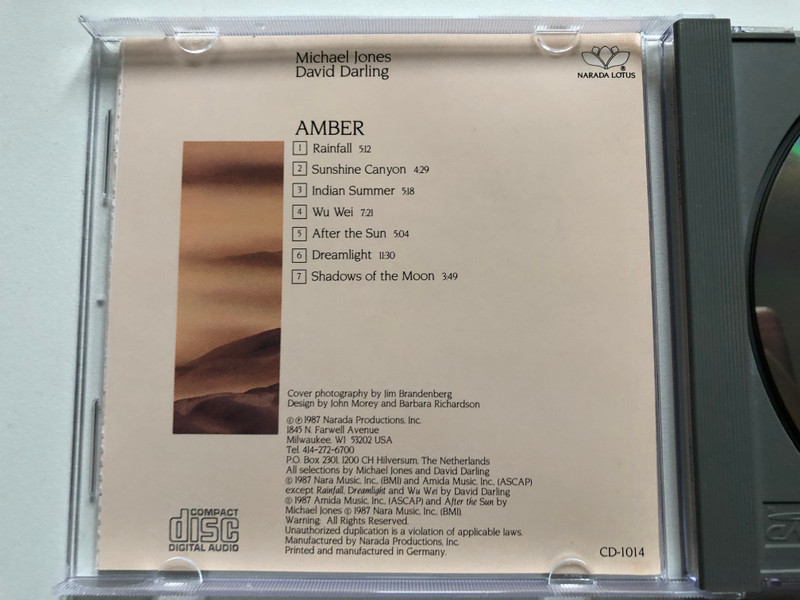 Michael Jones
David Darling
NARADA LOTUS®
AMBER
1 Rainfall 5:12
2 Sunshine Canyon 4:29
3 Indian Summer 5:18
4 Wu Wei 7:21
5 After the Sun 5:04
6 Dreamlight 11:30
7 Shadows of the Moon 3:49
Cover photography by Jim Brandenberg
Design by John Morey and Barbara Richardson
© ℗ 1987 Narada Productions, Inc.
1845 N. Farwell Avenue
Milwaukee, WI 53202 USA
Tel. 414-272-6700
P.O. Box 2301, 1200 CH Hilversum, The Netherlands
All selections by Michael Jones and David Darling
© 1987 Nara Music, Inc. (BMI) and Amida Music, Inc. (ASCAP)
except Rainfall, Dreamlight and Wu Wei by David Darling
© 1987 Amida Music, Inc. (ASCAP) and After the Sun by
Michael Jones © 1987 Nara Music, Inc. (BMI).
Warning: All Rights Reserved.
Unauthorized duplication is a violation of applicable laws.
Manufactured by Narada Productions, Inc.
Printed and manufactured in Germany.
COMPACT
disc
DIGITAL AUDIO
CD-1014